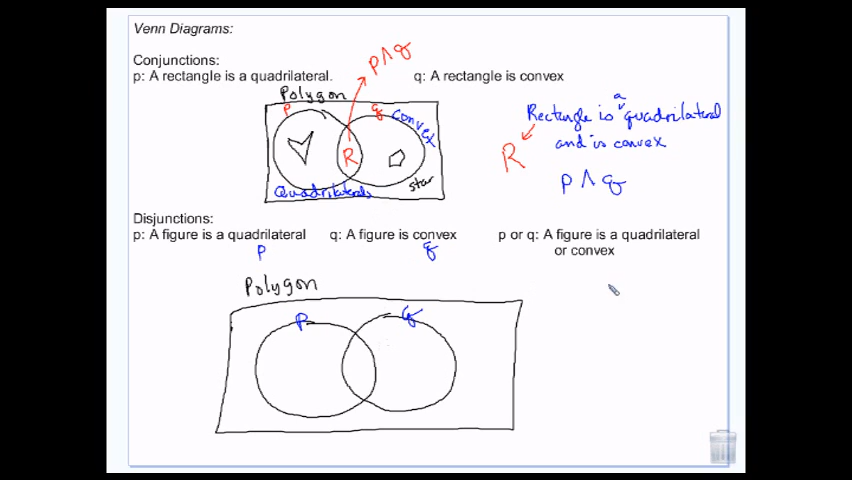 Venn Diagrams:
Conjunctions:
p: A rectangle is a quadrilateral. q: A rectangle is convex
p ∧ q
Polygon
p q convex
R
Quadrilaterals star
a
Rectangle is quadrilateral
and is convex
R
p ∧ q
Disjunctions:
p: A figure is a quadrilateral q: A figure is convex p or q: A figure is a quadrilateral
or convex
p q
Polygon
p q